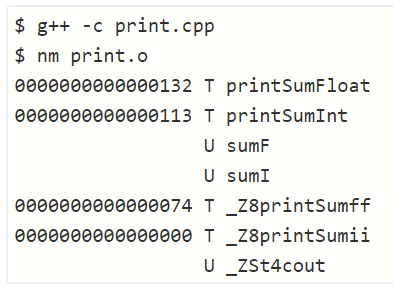 $ g++ -c print.cpp
$ nm print.o
0000000000000132 T printSumFloat
0000000000000113 T printSumInt
                 U sumF
                 U sumI
0000000000000074 T _Z8printSumff
0000000000000000 T _Z8printSumii
                 U _ZSt4cout